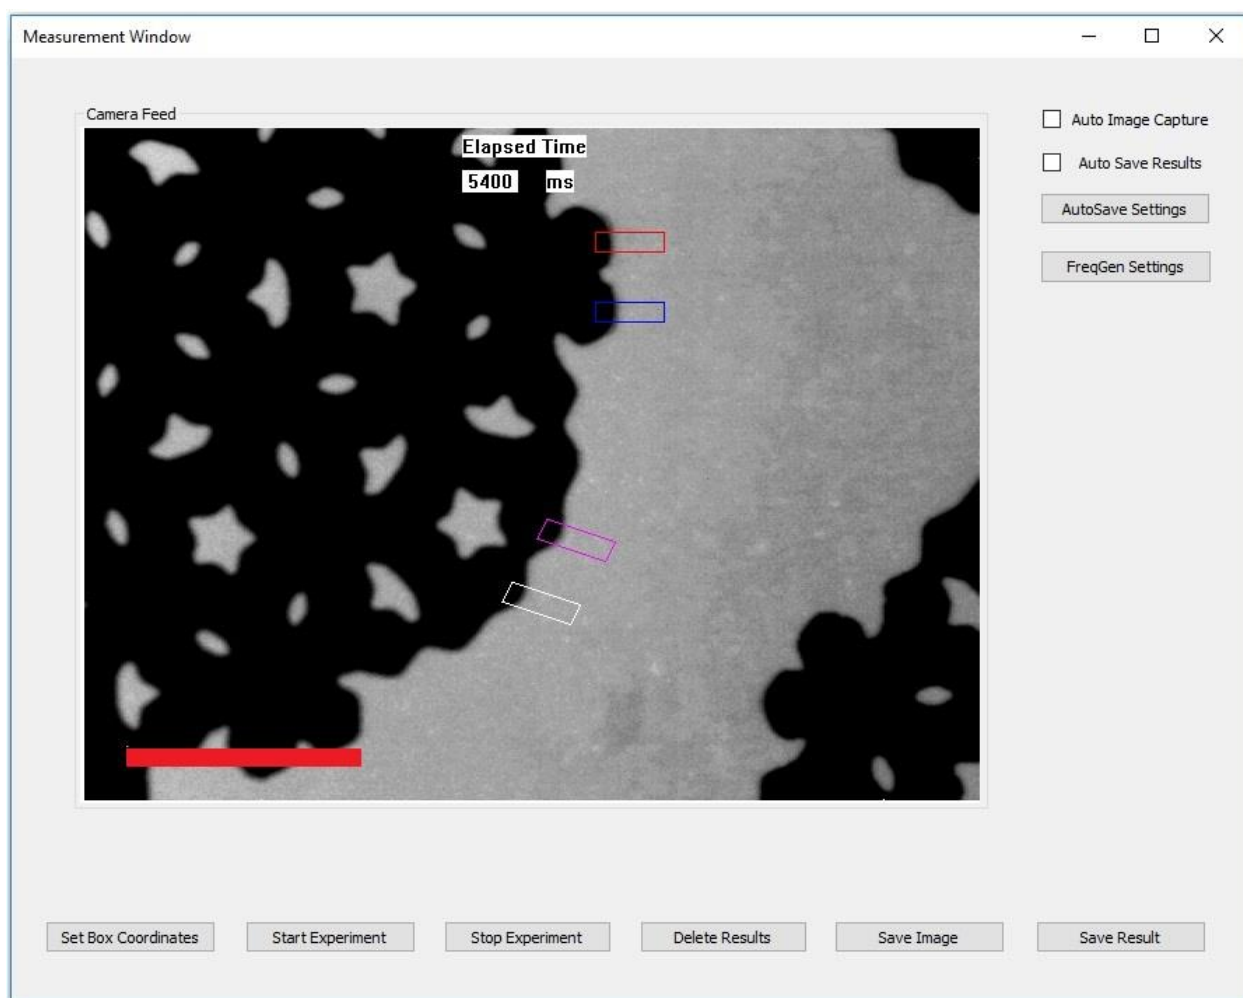 Measurement Window
Camera Feed
Elapsed Time
5400 ms
Auto Image Capture
Auto Save Results
AutoSave Settings
FreqGen Settings
Set Box Coordinates
Start Experiment
Stop Experiment
Delete Results
Save Image
Save Result